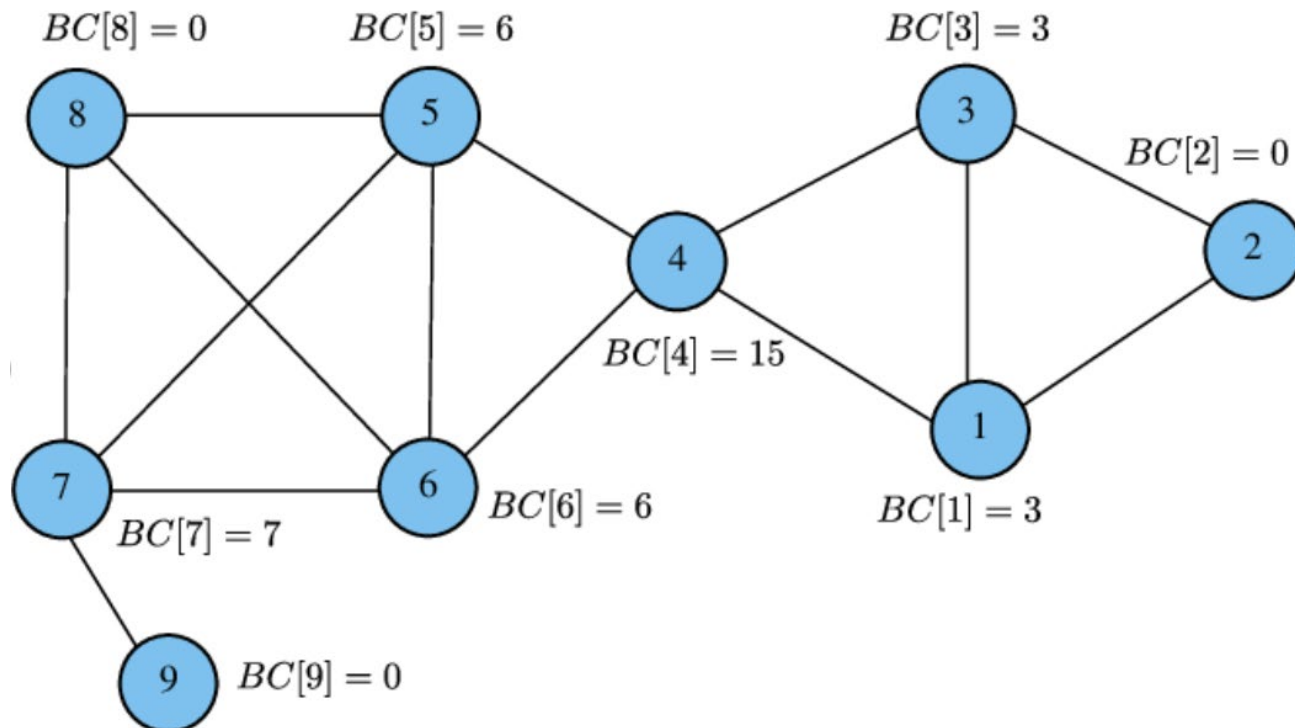 BC[8] = 0
BC[5] = 6
BC[3] = 3
8
5
3
BC[2] = 0
2
4
BC[4] = 15
1
7
6
BC[6] = 6
BC[1] = 3
BC[7] = 7
9
BC[9] = 0